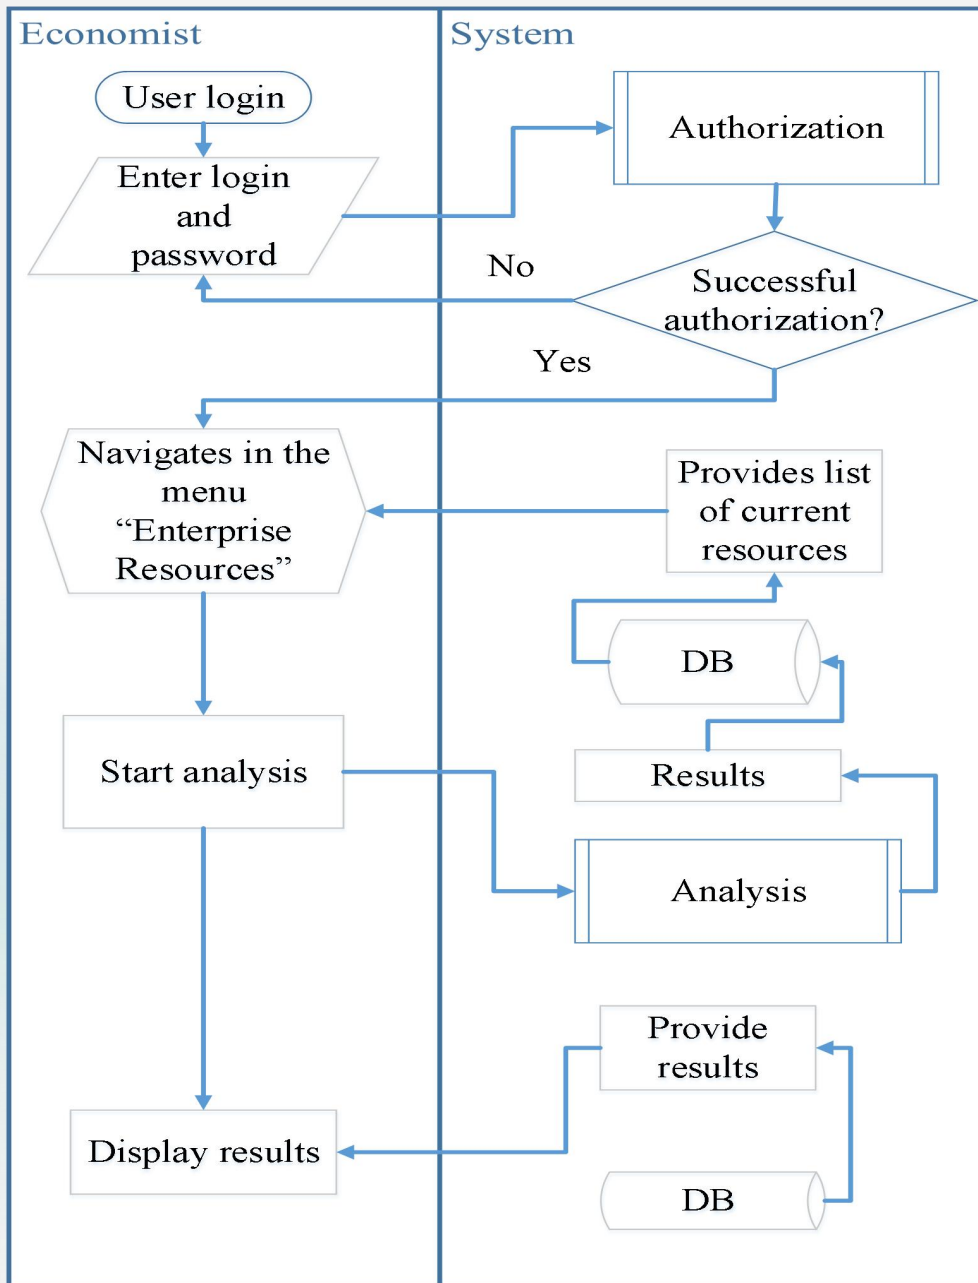 Economist
System
User login
Authorization
Enter login
and
password
No
Successful
authorization?
Yes
Navigates in the
menu
“Enterprise
Resources”
Provides list
of current
resources
DB
Start analysis
Results
Analysis
Provide
results
Display results
DB